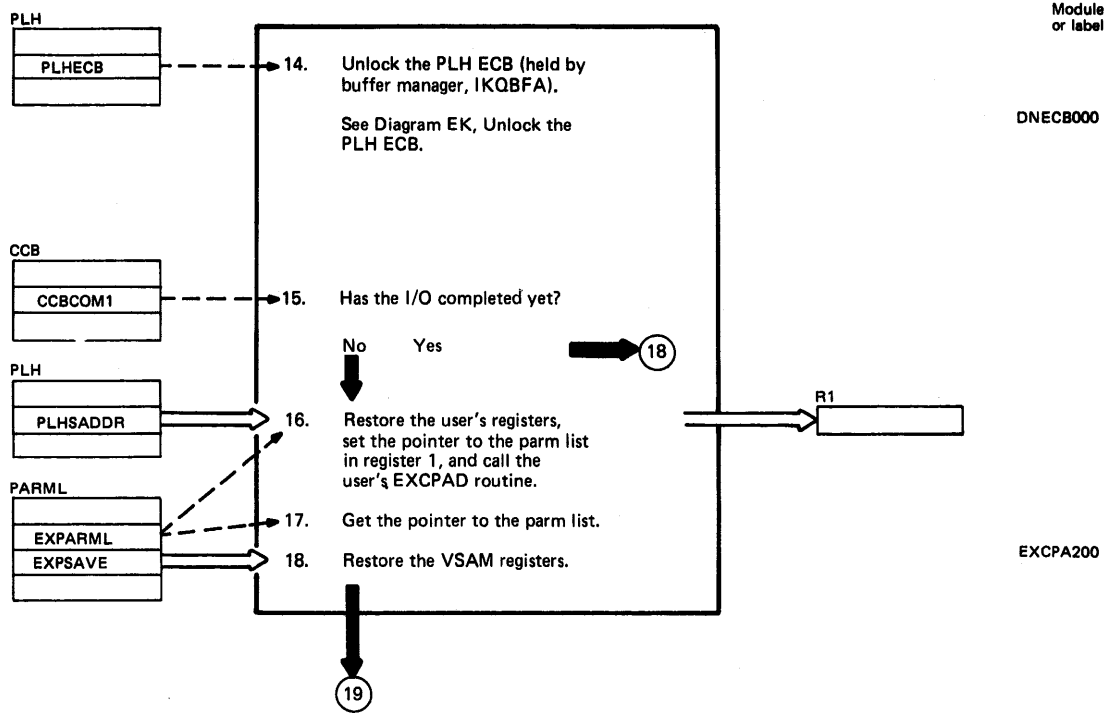 Module
or label
PLH
PLHECB
14. Unlock the PLH ECB (held by
buffer manager, IKQBFA).
See Diagram EK, Unlock the
PLH ECB.
DNECB000
CCB
CCBCOM1
15. Has the I/O completed yet?
No Yes
18
PLH
PLHSADDR
16. Restore the user's registers,
set the pointer to the parm list
in register 1, and call the
user's EXCPAD routine.
R1
PARML
EXPARML
EXPSAVE
17. Get the pointer to the parm list.
18. Restore the VSAM registers.
EXCPA200
19